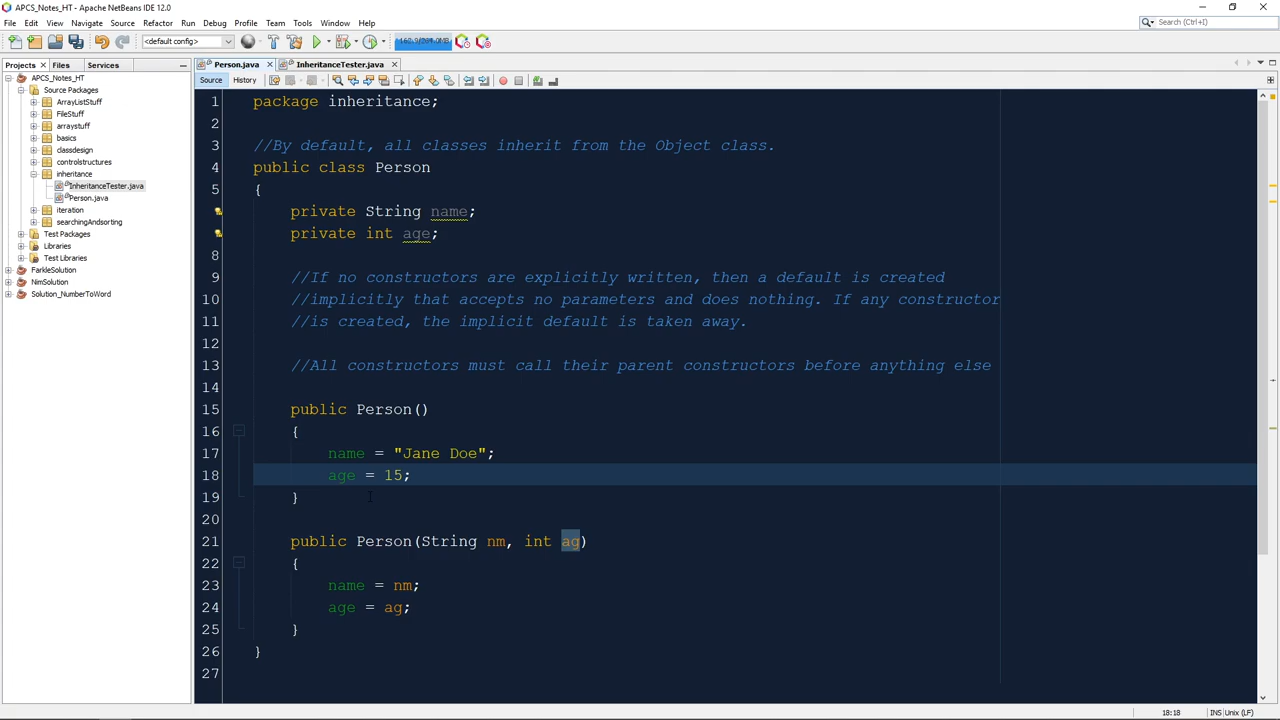 APCS_Notes_HT - Apache NetBeans IDE 12.0
File Edit View Navigate Source Refactor Run Debug Profile Team Tools Window Help
Search (Ctrl+I)
<default config>
Projects Files Services
Person.java InheritanceTester.java
Source History
APCS_Notes_HT
Source Packages
ArrayListStuff
FileStuff
arraystuff
basics
classdesign
controlstructures
inheritance
InheritanceTester.java
Person.java
iteration
searchingAndsorting
Test Packages
Libraries
Test Libraries
FarkleSolution
NimSolution
Solution_NumberToWord
1 package inheritance;
2
3 //By default, all classes inherit from the Object class.
4 public class Person
5 {
private String name;
private int age;
8
9 //If no constructors are explicitly written, then a default is created
10 //implicitly that accepts no parameters and does nothing. If any constructor
11 //is created, the implicit default is taken away.
12
13 //All constructors must call their parent constructors before anything else
14
15 public Person()
16 {
17 name = "Jane Doe";
18 age = 15;
19 }
20
21 public Person(String nm, int ag)
22 {
23 name = nm;
24 age = ag;
25 }
26 }
27
18:18 INS Unix (LF)